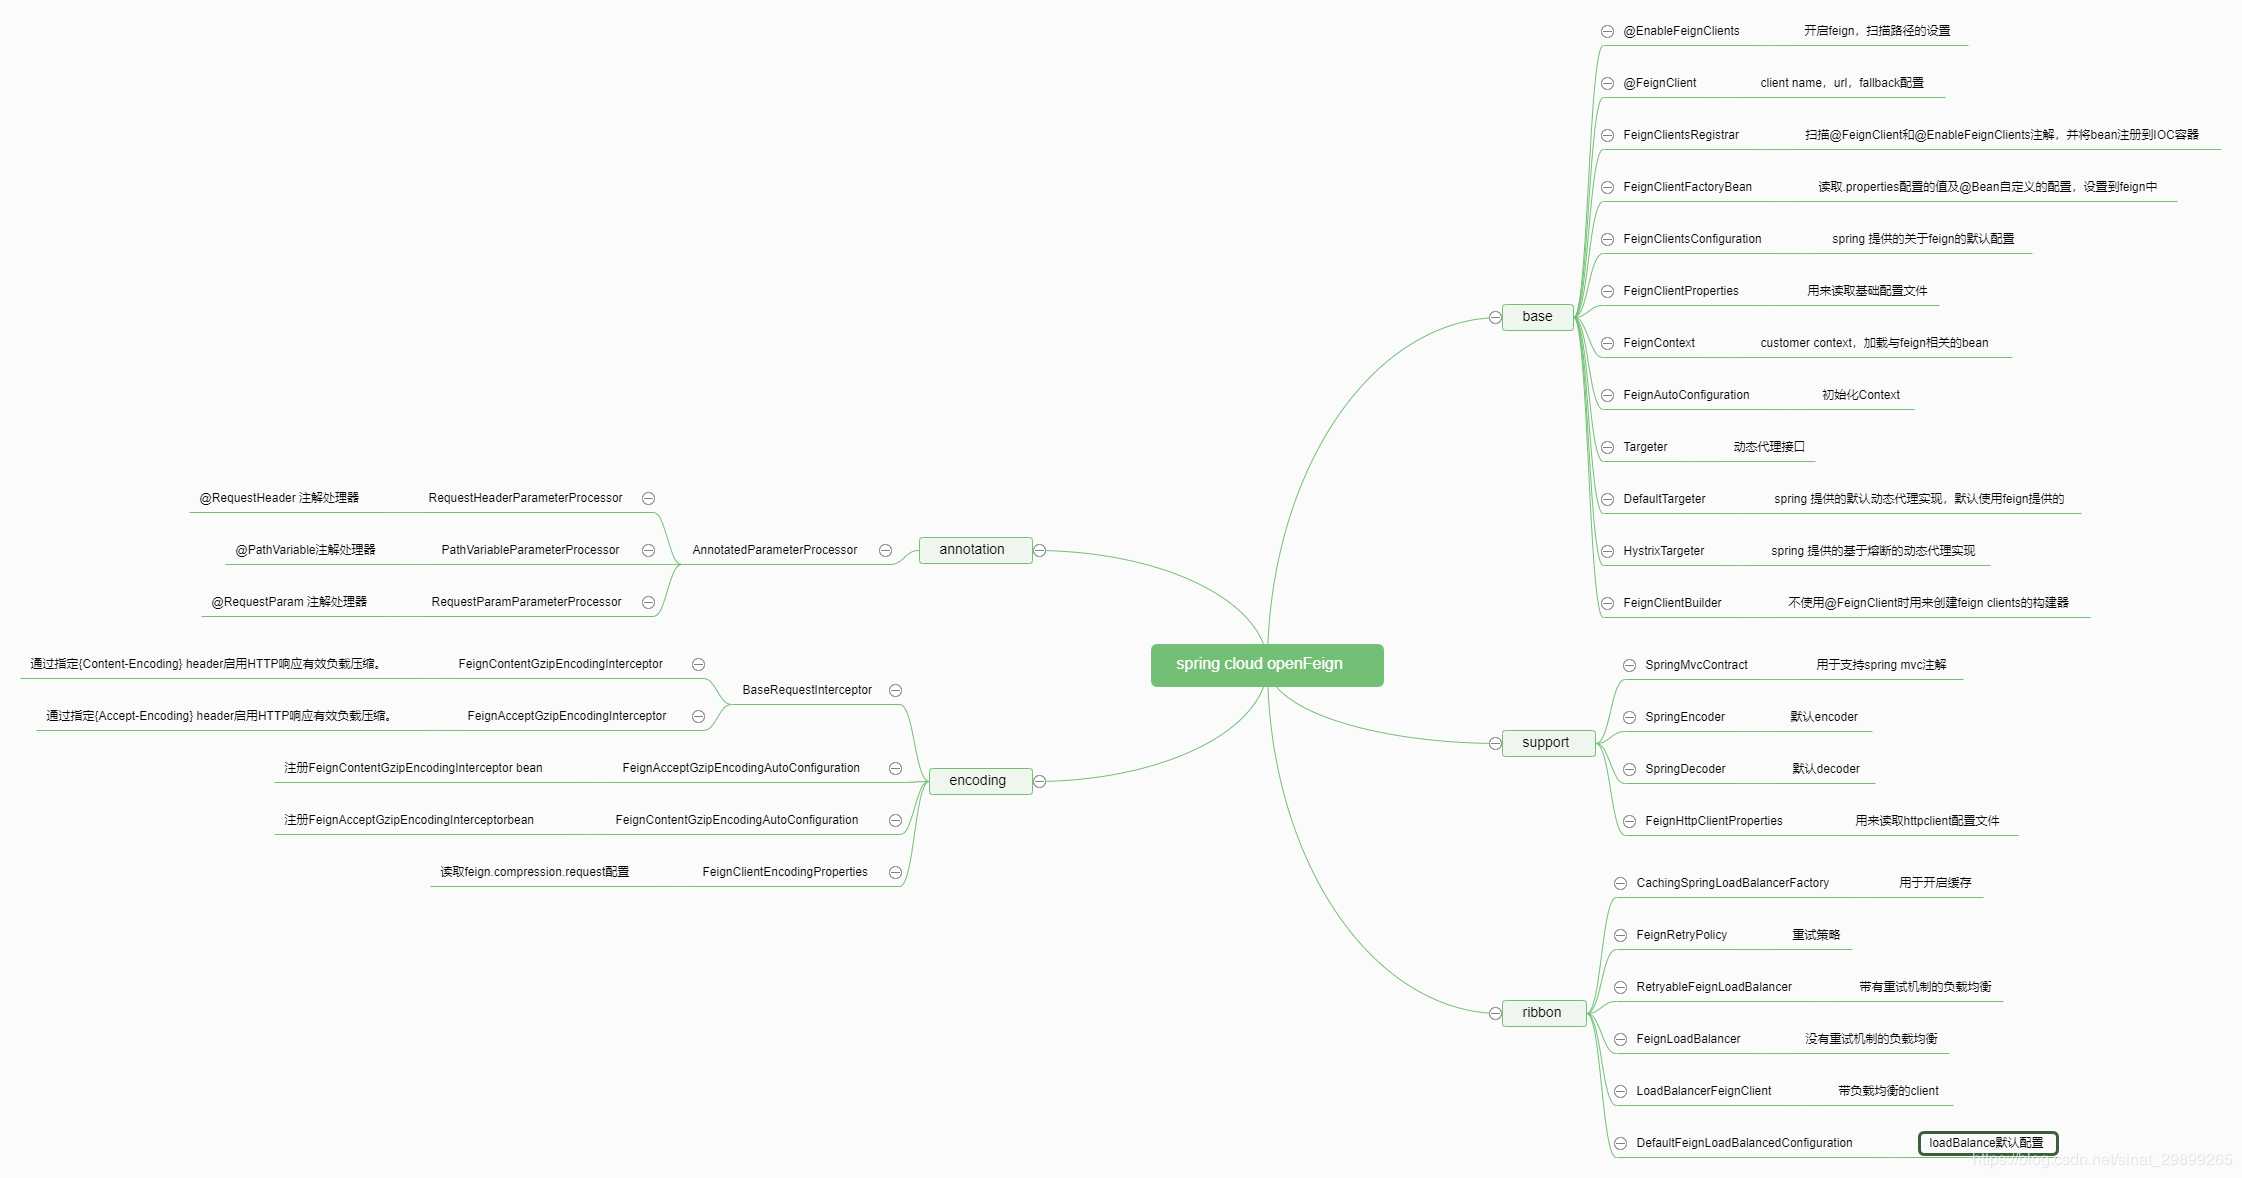 spring cloud openFeign
base
@EnableFeignClients 开启feign，扫描路径的设置
@FeignClient client name，url，fallback配置
FeignClientsRegistrar 扫描@FeignClient和@EnableFeignClients注解，并将bean注册到IOC容器
FeignClientFactoryBean 读取.properties配置的值及@Bean自定义的配置，设置到feign中
FeignClientsConfiguration spring 提供的关于feign的默认配置
FeignClientProperties 用来读取基础配置文件
FeignContext customer context，加载与feign相关的bean
FeignAutoConfiguration 初始化Context
Targeter 动态代理接口
DefaultTargeter spring 提供的默认动态代理实现，默认使用feign提供的
HystrixTargeter spring 提供的基于熔断的动态代理实现
FeignClientBuilder 不使用@FeignClient时用来创建feign clients的构建器
support
SpringMvcContract 用于支持spring mvc注解
SpringEncoder 默认encoder
SpringDecoder 默认decoder
FeignHttpClientProperties 用来读取httpclient配置文件
ribbon
CachingSpringLoadBalancerFactory 用于开启缓存
FeignRetryPolicy 重试策略
RetryableFeignLoadBalancer 带有重试机制的负载均衡
FeignLoadBalancer 没有重试机制的负载均衡
LoadBalancerFeignClient 带负载均衡的client
DefaultFeignLoadBalancedConfiguration loadBalance默认配置
annotation
AnnotatedParameterProcessor
@RequestHeader 注解处理器 RequestHeaderParameterProcessor
@PathVariable注解处理器 PathVariableParameterProcessor
@RequestParam 注解处理器 RequestParamParameterProcessor
encoding
BaseRequestInterceptor
通过指定{Content-Encoding} header启用HTTP响应有效负载压缩。 FeignContentGzipEncodingInterceptor
通过指定{Accept-Encoding} header启用HTTP响应有效负载压缩。 FeignAcceptGzipEncodingInterceptor
注册FeignContentGzipEncodingInterceptor bean FeignAcceptGzipEncodingAutoConfiguration
注册FeignAcceptGzipEncodingInterceptorbean FeignContentGzipEncodingAutoConfiguration
读取feign.compression.request配置 FeignClientEncodingProperties
https://blog.csdn.net/sinat_29899265